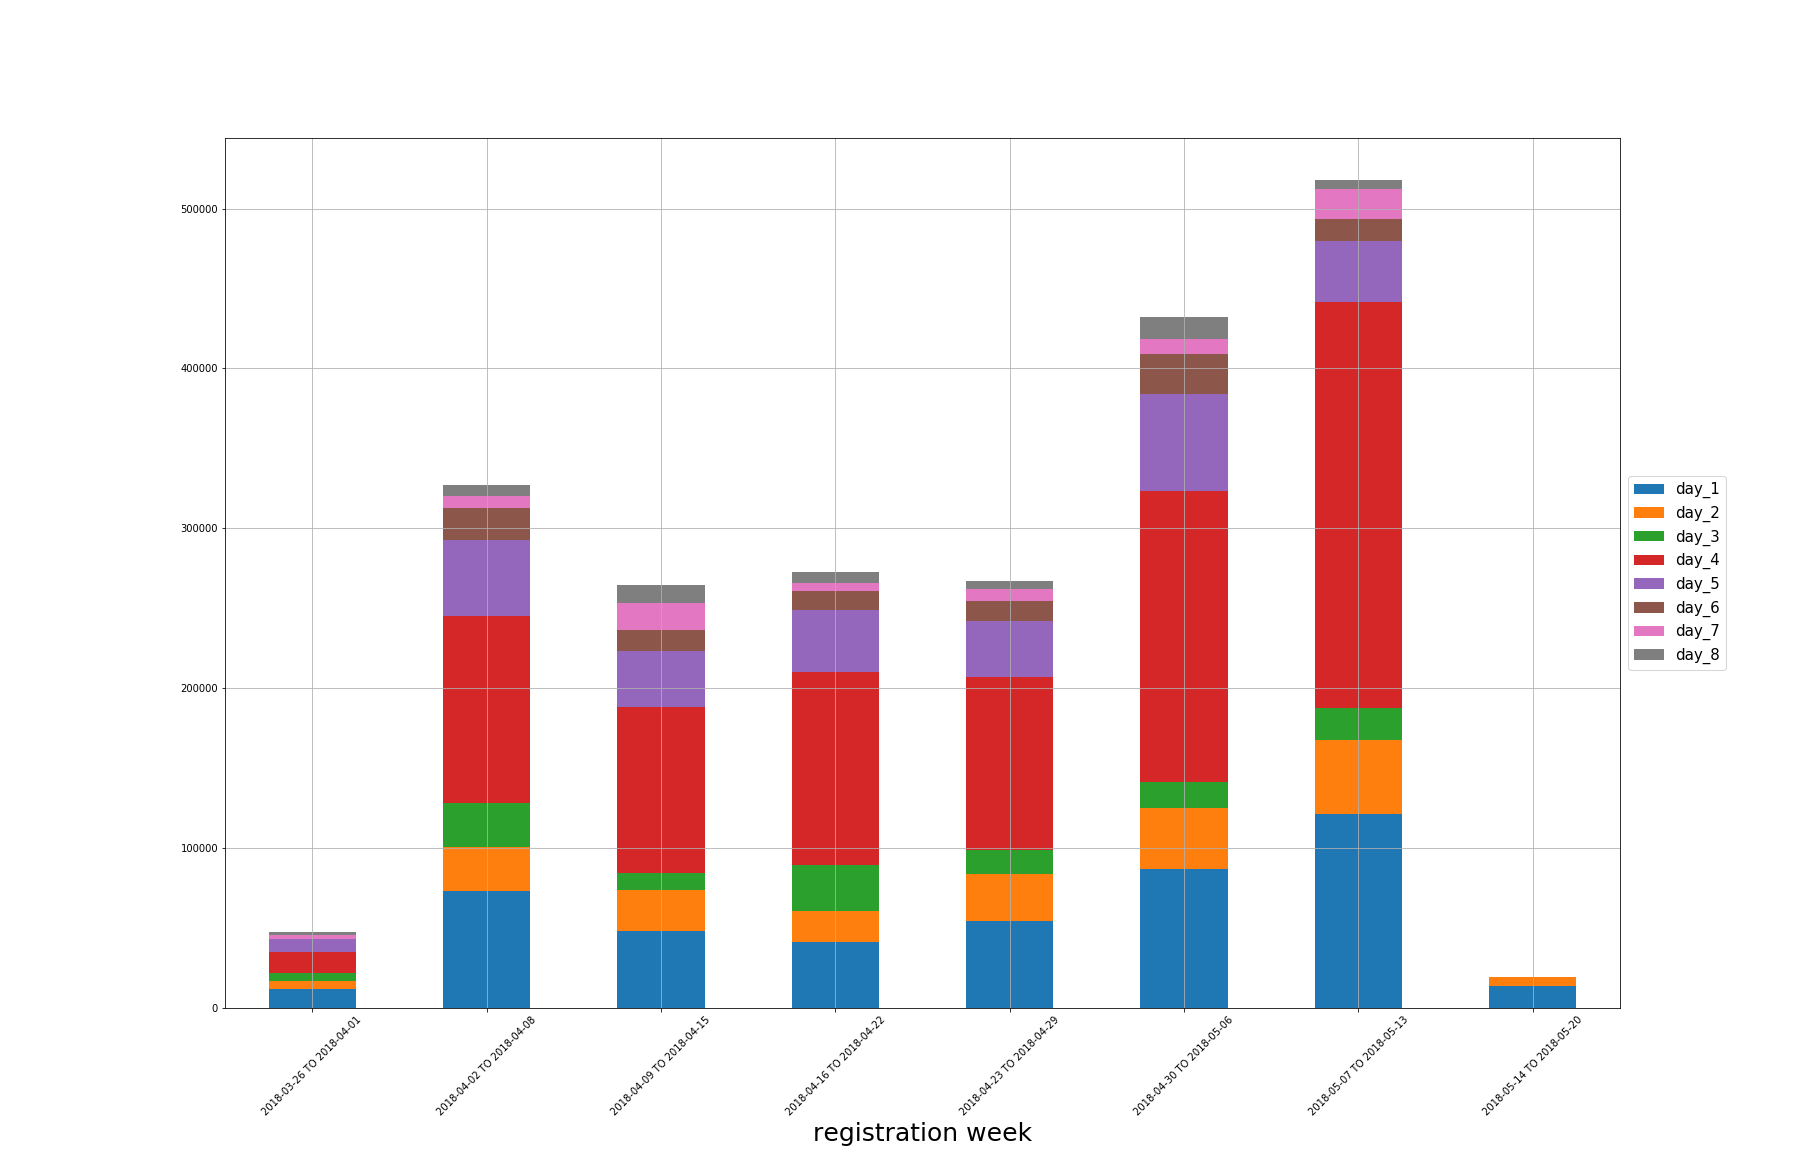 500000
400000
300000
200000
100000
0
2018-03-26 TO 2018-04-01
2018-04-02 TO 2018-04-08
2018-04-09 TO 2018-04-15
2018-04-16 TO 2018-04-22
2018-04-23 TO 2018-04-29
2018-04-30 TO 2018-05-06
2018-05-07 TO 2018-05-13
2018-05-14 TO 2018-05-20
registration week
day_1
day_2
day_3
day_4
day_5
day_6
day_7
day_8